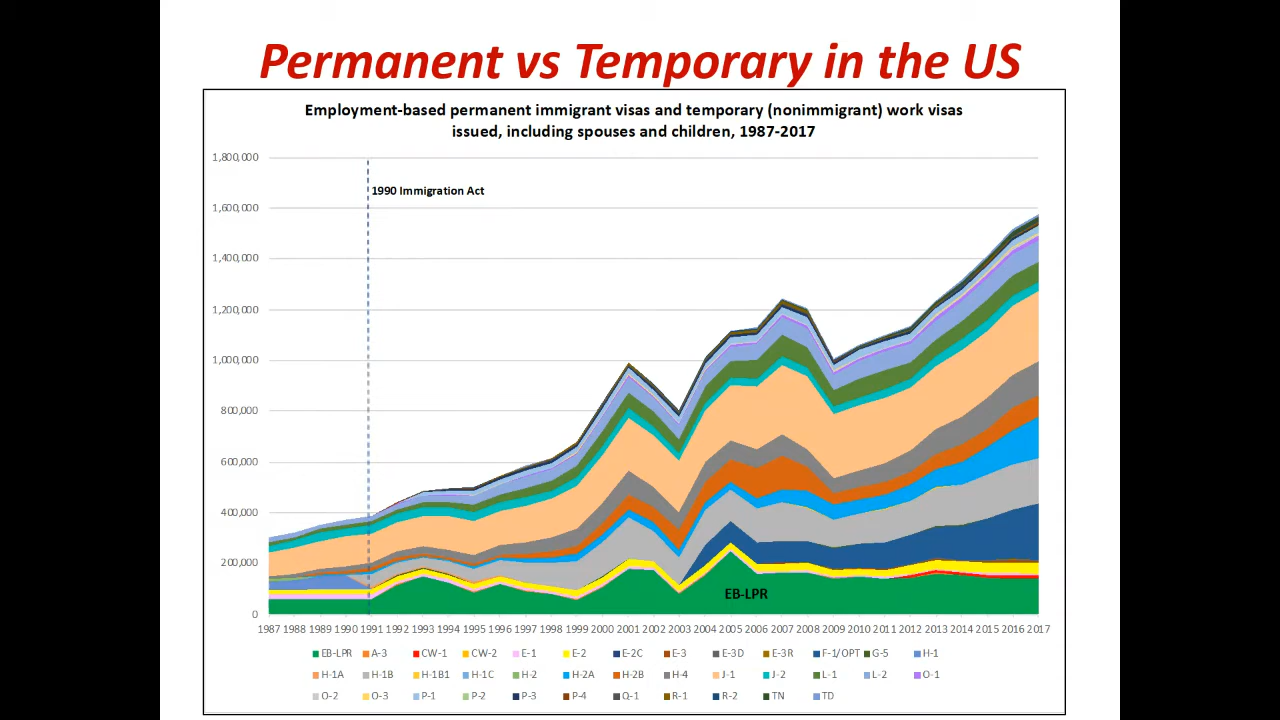 Permanent vs Temporary in the US
Employment-based permanent immigrant visas and temporary (nonimmigrant) work visas
issued, including spouses and children, 1987-2017
1,800,000
1990 Immigration Act
1,600,000
1,400,000
1,200,000
1,000,000
800,000
600,000
400,000
200,000
EB-LPR
0
1987 1988 1989 1990 1991 1992 1993 1994 1995 1996 1997 1998 1999 2000 2001 2002 2003 2004 2005 2006 2007 2008 2009 2010 2011 2012 2013 2014 2015 2016 2017
EB-LPR A-3 CW-1 CW-2 E-1 E-2 E-2C E-3 E-3D E-3R F-1/OPT G-5 H-1
H-1A H-1B H-1B1 H-1C H-2 H-2A H-2B H-4 J-1 J-2 L-1 L-2 O-1
O-2 O-3 P-1 P-2 P-3 P-4 Q-1 R-1 R-2 TN TD